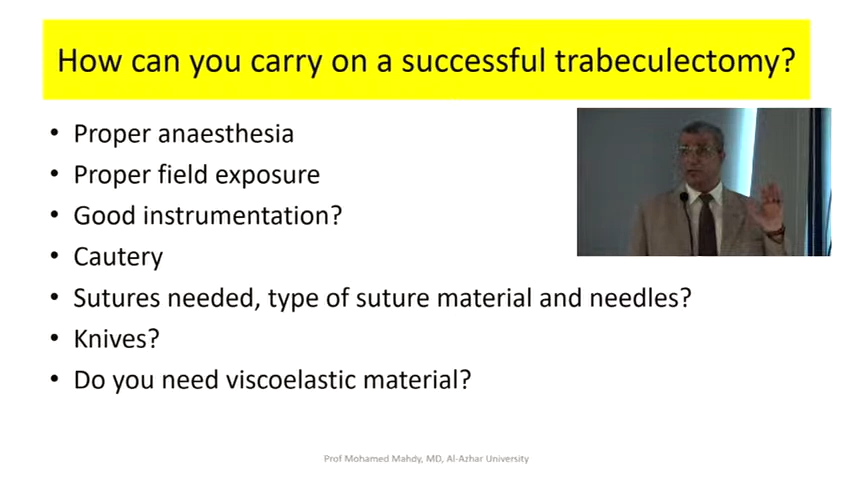 How can you carry on a successful trabeculectomy?
• Proper anaesthesia
• Proper field exposure
• Good instrumentation?
• Cautery
• Sutures needed, type of suture material and needles?
• Knives?
• Do you need viscoelastic material?
Prof Mohamed Mahdy, MD, Al-Azhar University